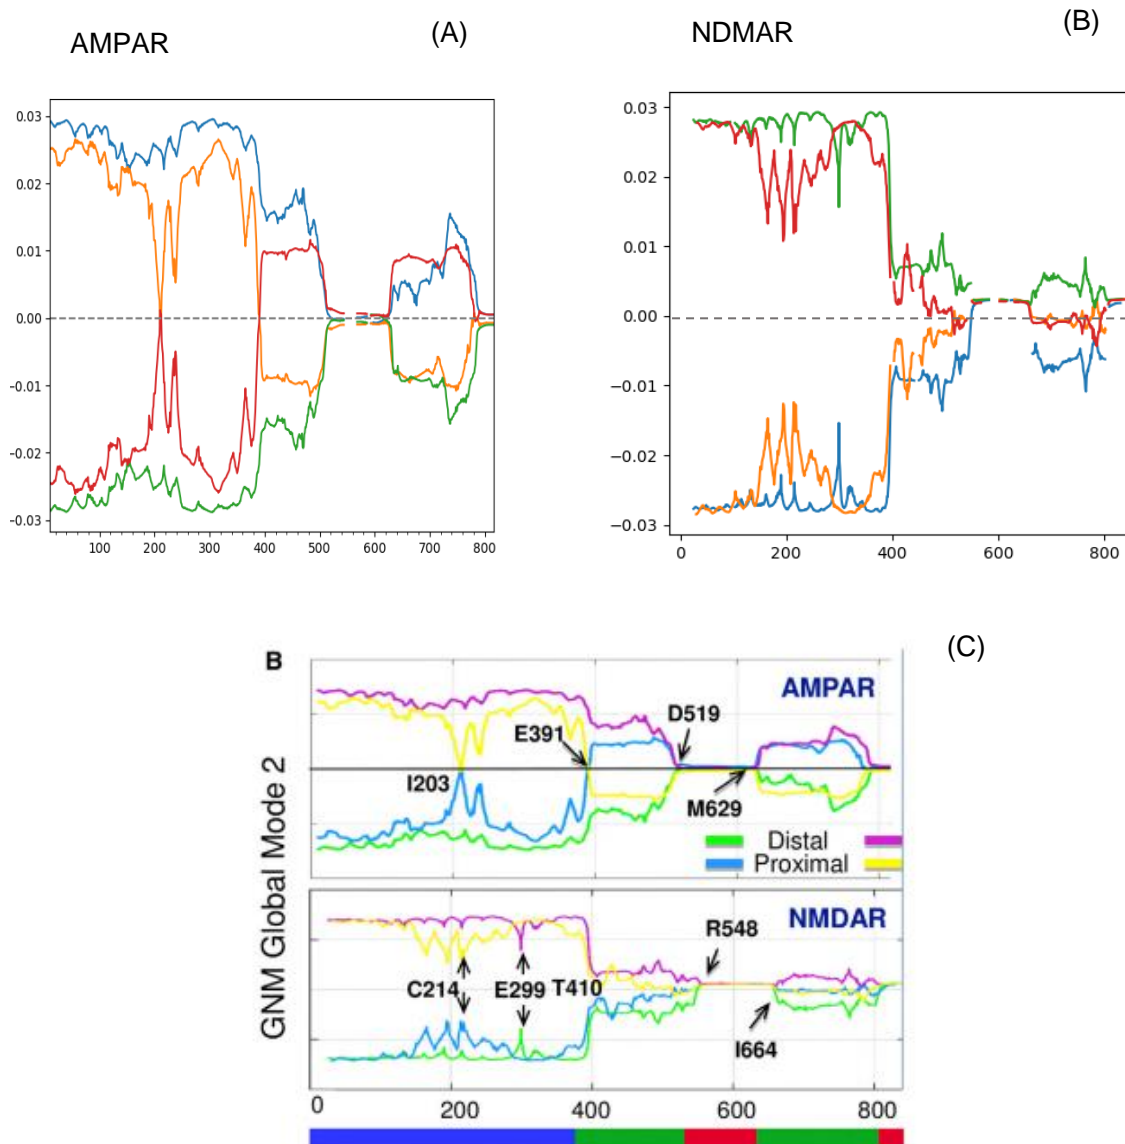 AMPAR
(A)
NDMAR
(B)
0.03
0.02
0.01
0.00
-0.01
-0.02
-0.03
100 200 300 400 500 600 700 800
0.03
0.02
0.01
0.00
−0.01
−0.02
−0.03
0 200 400 600 800
(C)
B
GNM Global Mode 2
AMPAR
E391
D519
I203
M629
Distal
Proximal
NMDAR
R548
C214
E299
T410
I664
0 200 400 600 800